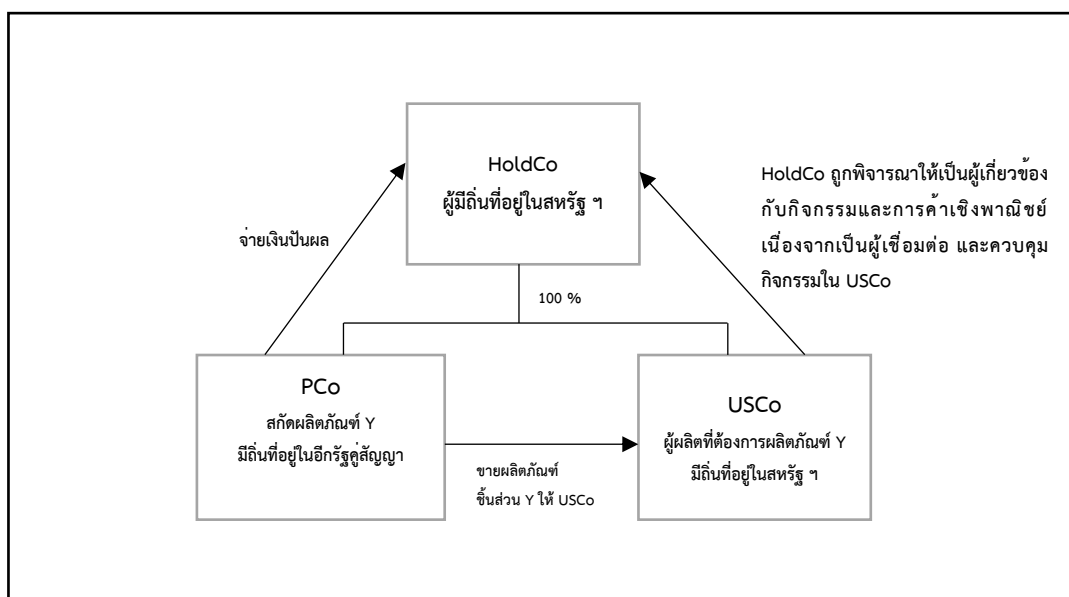 HoldCo
ผู้มีถิ่นที่อยู่ในสหรัฐ ฯ
HoldCo ถูกพิจารณาให้เป็นผู้เกี่ยวข้อง
กับกิจกรรมและการค้าเชิงพาณิชย์
เนื่องจากเป็นผู้เชื่อมต่อ และควบคุม
กิจกรรมใน USCo
จ่ายเงินปันผล
100 %
PCo
สกัดผลิตภัณฑ์ Y
มีถิ่นที่อยู่ในอีกรัฐคู่สัญญา
ขายผลิตภัณฑ์
ชิ้นส่วน Y ให้ USCo
USCo
ผู้ผลิตที่ต้องการผลิตภัณฑ์ Y
มีถิ่นที่อยู่ในสหรัฐ ฯ